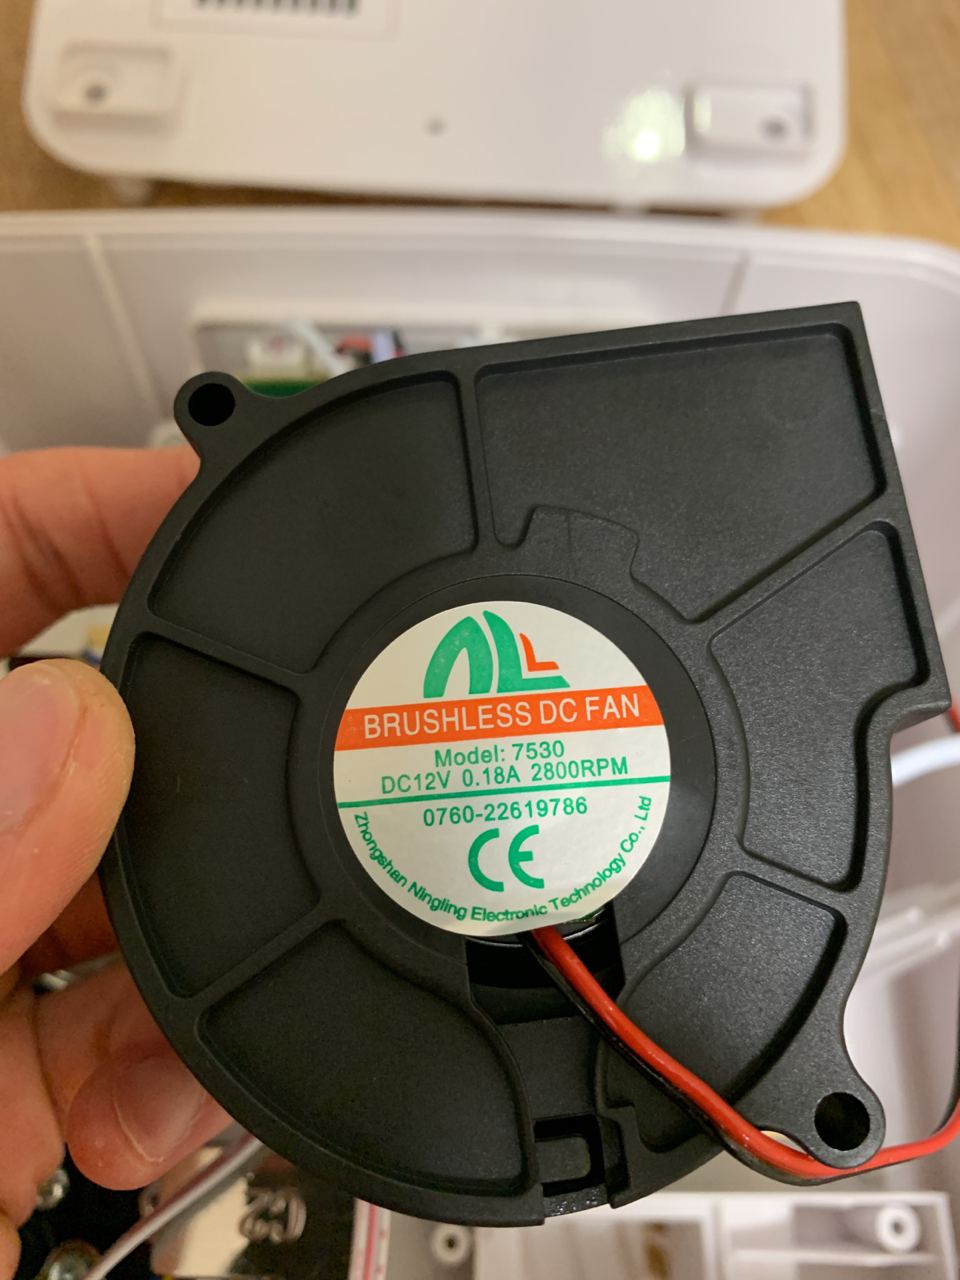 BRUSHLESS DC FAN
Model: 7530
DC12V 0.18A 2800RPM
0760-22619786
CE
Zhongshan Ningling Electronic Technology Co., Ltd